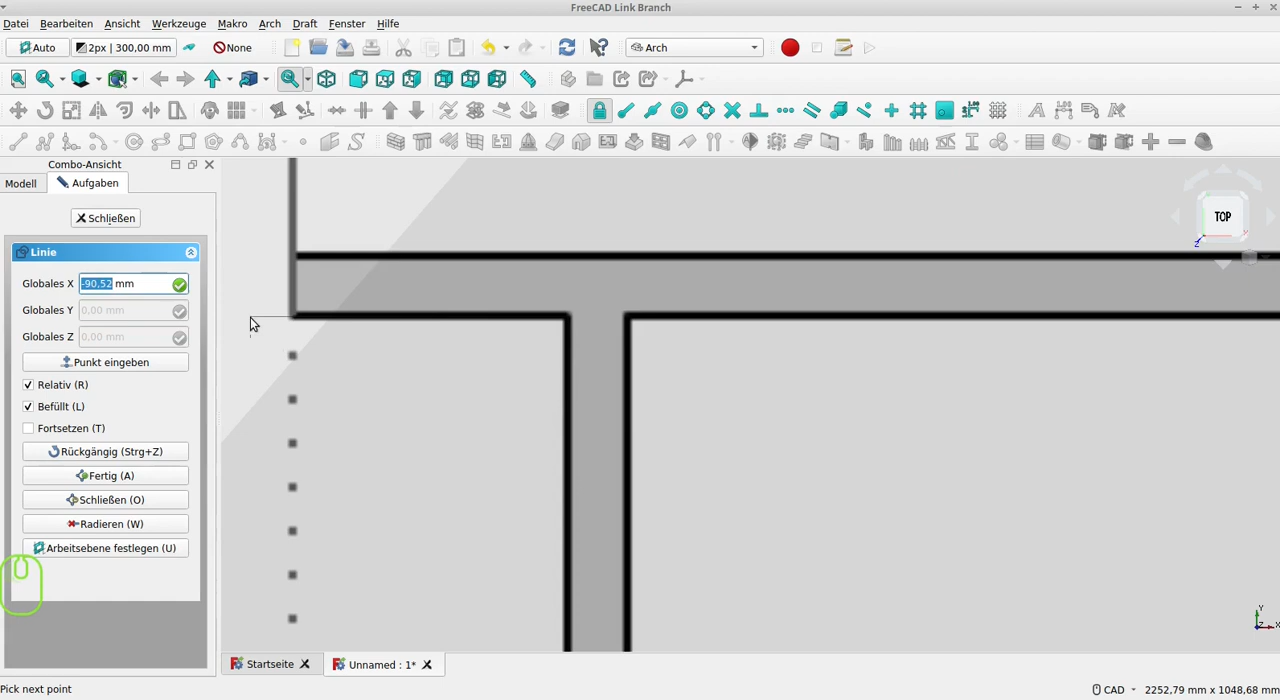 FreeCAD Link Branch
Datei Bearbeiten Ansicht Werkzeuge Makro Arch Draft Fenster Hilfe
Auto 2px | 300,00 mm None Arch
Combo-Ansicht
Modell Aufgaben
Schließen
Linie
Globales X -90,52 mm
Globales Y 0,00 mm
Globales Z 0,00 mm
Punkt eingeben
Relativ (R)
Befüllt (L)
Fortsetzen (T)
Rückgängig (Strg+Z)
Fertig (A)
Schließen (O)
Radieren (W)
Arbeitsebene festlegen (U)
TOP
Z
Y
X
Startseite Unnamed : 1*
Pick next point CAD 2252,79 mm x 1048,68 mm